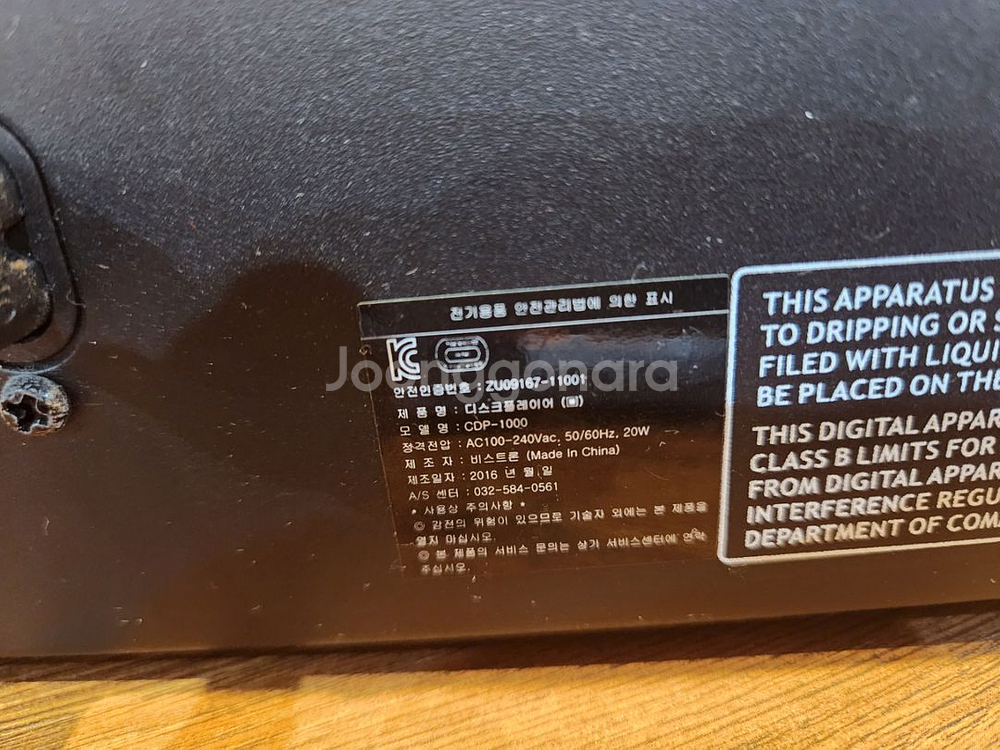 전기용품 안전관리법에 의한 표시
안전인증번호 : ZU09167-11001
제 품 명 : 디스크플레이어 (▣)
모 델 명 : CDP-1000
정격전압 : AC100-240Vac, 50/60Hz, 20W
제 조 자 : 비스트론 (Made In China)
제조일자 : 2016 년 월 일
A/S 센터 : 032-584-0561
* 사용상 주의사항 *
◎ 감전의 위험이 있으므로 기술자 외에는 본 제품을
열지 마십시오.
◎ 본 제품의 서비스 문의는 상기 서비스센터에 연락
주십시오.
THIS APPARATUS
TO DRIPPING OR S
FILED WITH LIQUI
BE PLACED ON THE
THIS DIGITAL APPAR
CLASS B LIMITS FOR
FROM DIGITAL APPAR
INTERFERENCE REGU
DEPARTMENT OF COM
Joonggonara